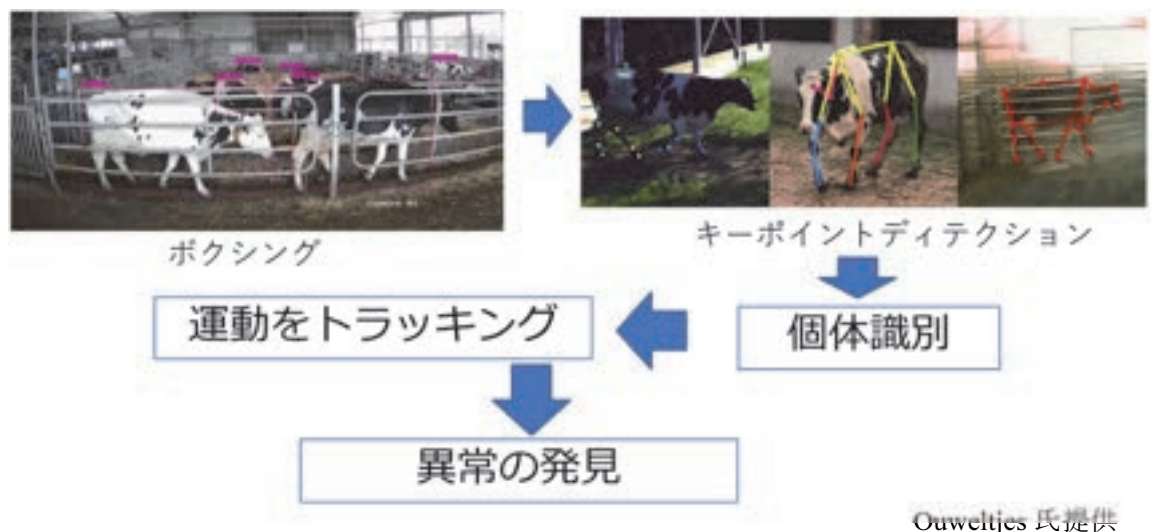 ボクシング
キーポイントディテクション
個体識別
運動をトラッキング
異常の発見
Ouweltjes 氏提供